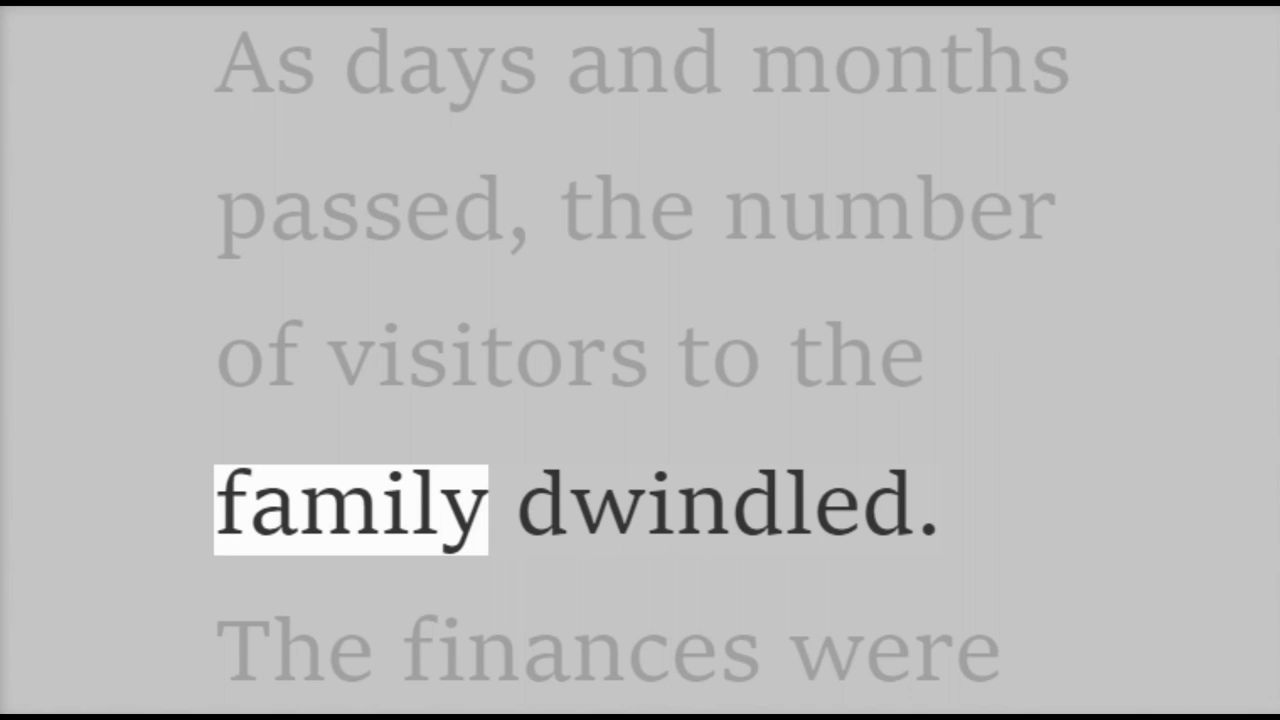 As days and months
passed, the number
of visitors to the
family dwindled.
The finances were